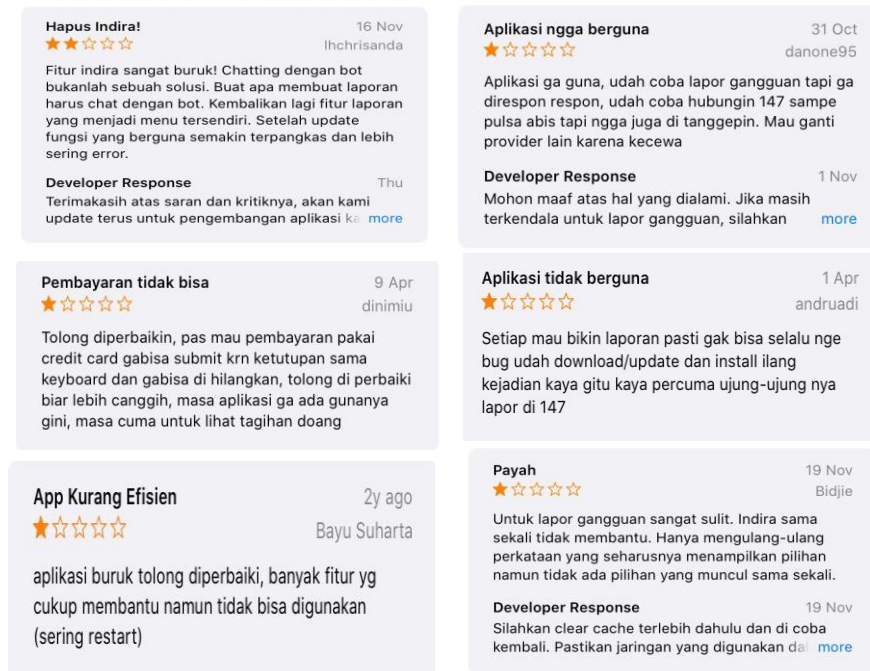 Hapus Indira!
16 Nov
lhchrisanda
Fitur indira sangat buruk! Chatting dengan bot
bukanlah sebuah solusi. Buat apa membuat laporan
harus chat dengan bot. Kembalikan lagi fitur laporan
yang menjadi menu tersendiri. Setelah update
fungsi yang berguna semakin terpangkas dan lebih
sering error.
Developer Response
Thu
Terimakasih atas saran dan kritiknya, akan kami
update terus untuk pengembangan aplikasi more
Aplikasi ngga berguna
31 Oct
danone95
Aplikasi ga guna, udah coba lapor gangguan tapi ga
direspon respon, udah coba hubungin 147 sampe
pulsa abis tapi ngga juga di tanggepin. Mau ganti
provider lain karena kecewa
Developer Response
1 Nov
Mohon maaf atas hal yang dialami. Jika masih
terkendala untuk lapor gangguan, silahkan more
Pembayaran tidak bisa
9 Apr
dinimiu
Tolong diperbaikin, pas mau pembayaran pakai
credit card gabisa submit krn ketutupan sama
keyboard dan gabisa di hilangkan, tolong di perbaiki
biar lebih canggih, masa aplikasi ga ada gunanya
gini, masa cuma untuk lihat tagihan doang
Aplikasi tidak berguna
1 Apr
andruadi
Setiap mau bikin laporan pasti gak bisa selalu nge
bug udah download/update dan install ilang
kejadian kaya gitu kaya percuma ujung-ujung nya
lapor di 147
App Kurang Efisien
2y ago
Bayu Suharta
aplikasi buruk tolong diperbaiki, banyak fitur yg
cukup membantu namun tidak bisa digunakan
(sering restart)
Payah
19 Nov
Bidjie
Untuk lapor gangguan sangat sulit. Indira sama
sekali tidak membantu. Hanya mengulang-ulang
perkataan yang seharusnya menampilkan pilihan
namun tidak ada pilihan yang muncul sama sekali.
Developer Response
19 Nov
Silahkan clear cache terlebih dahulu dan di coba
kembali. Pastikan jaringan yang digunakan more